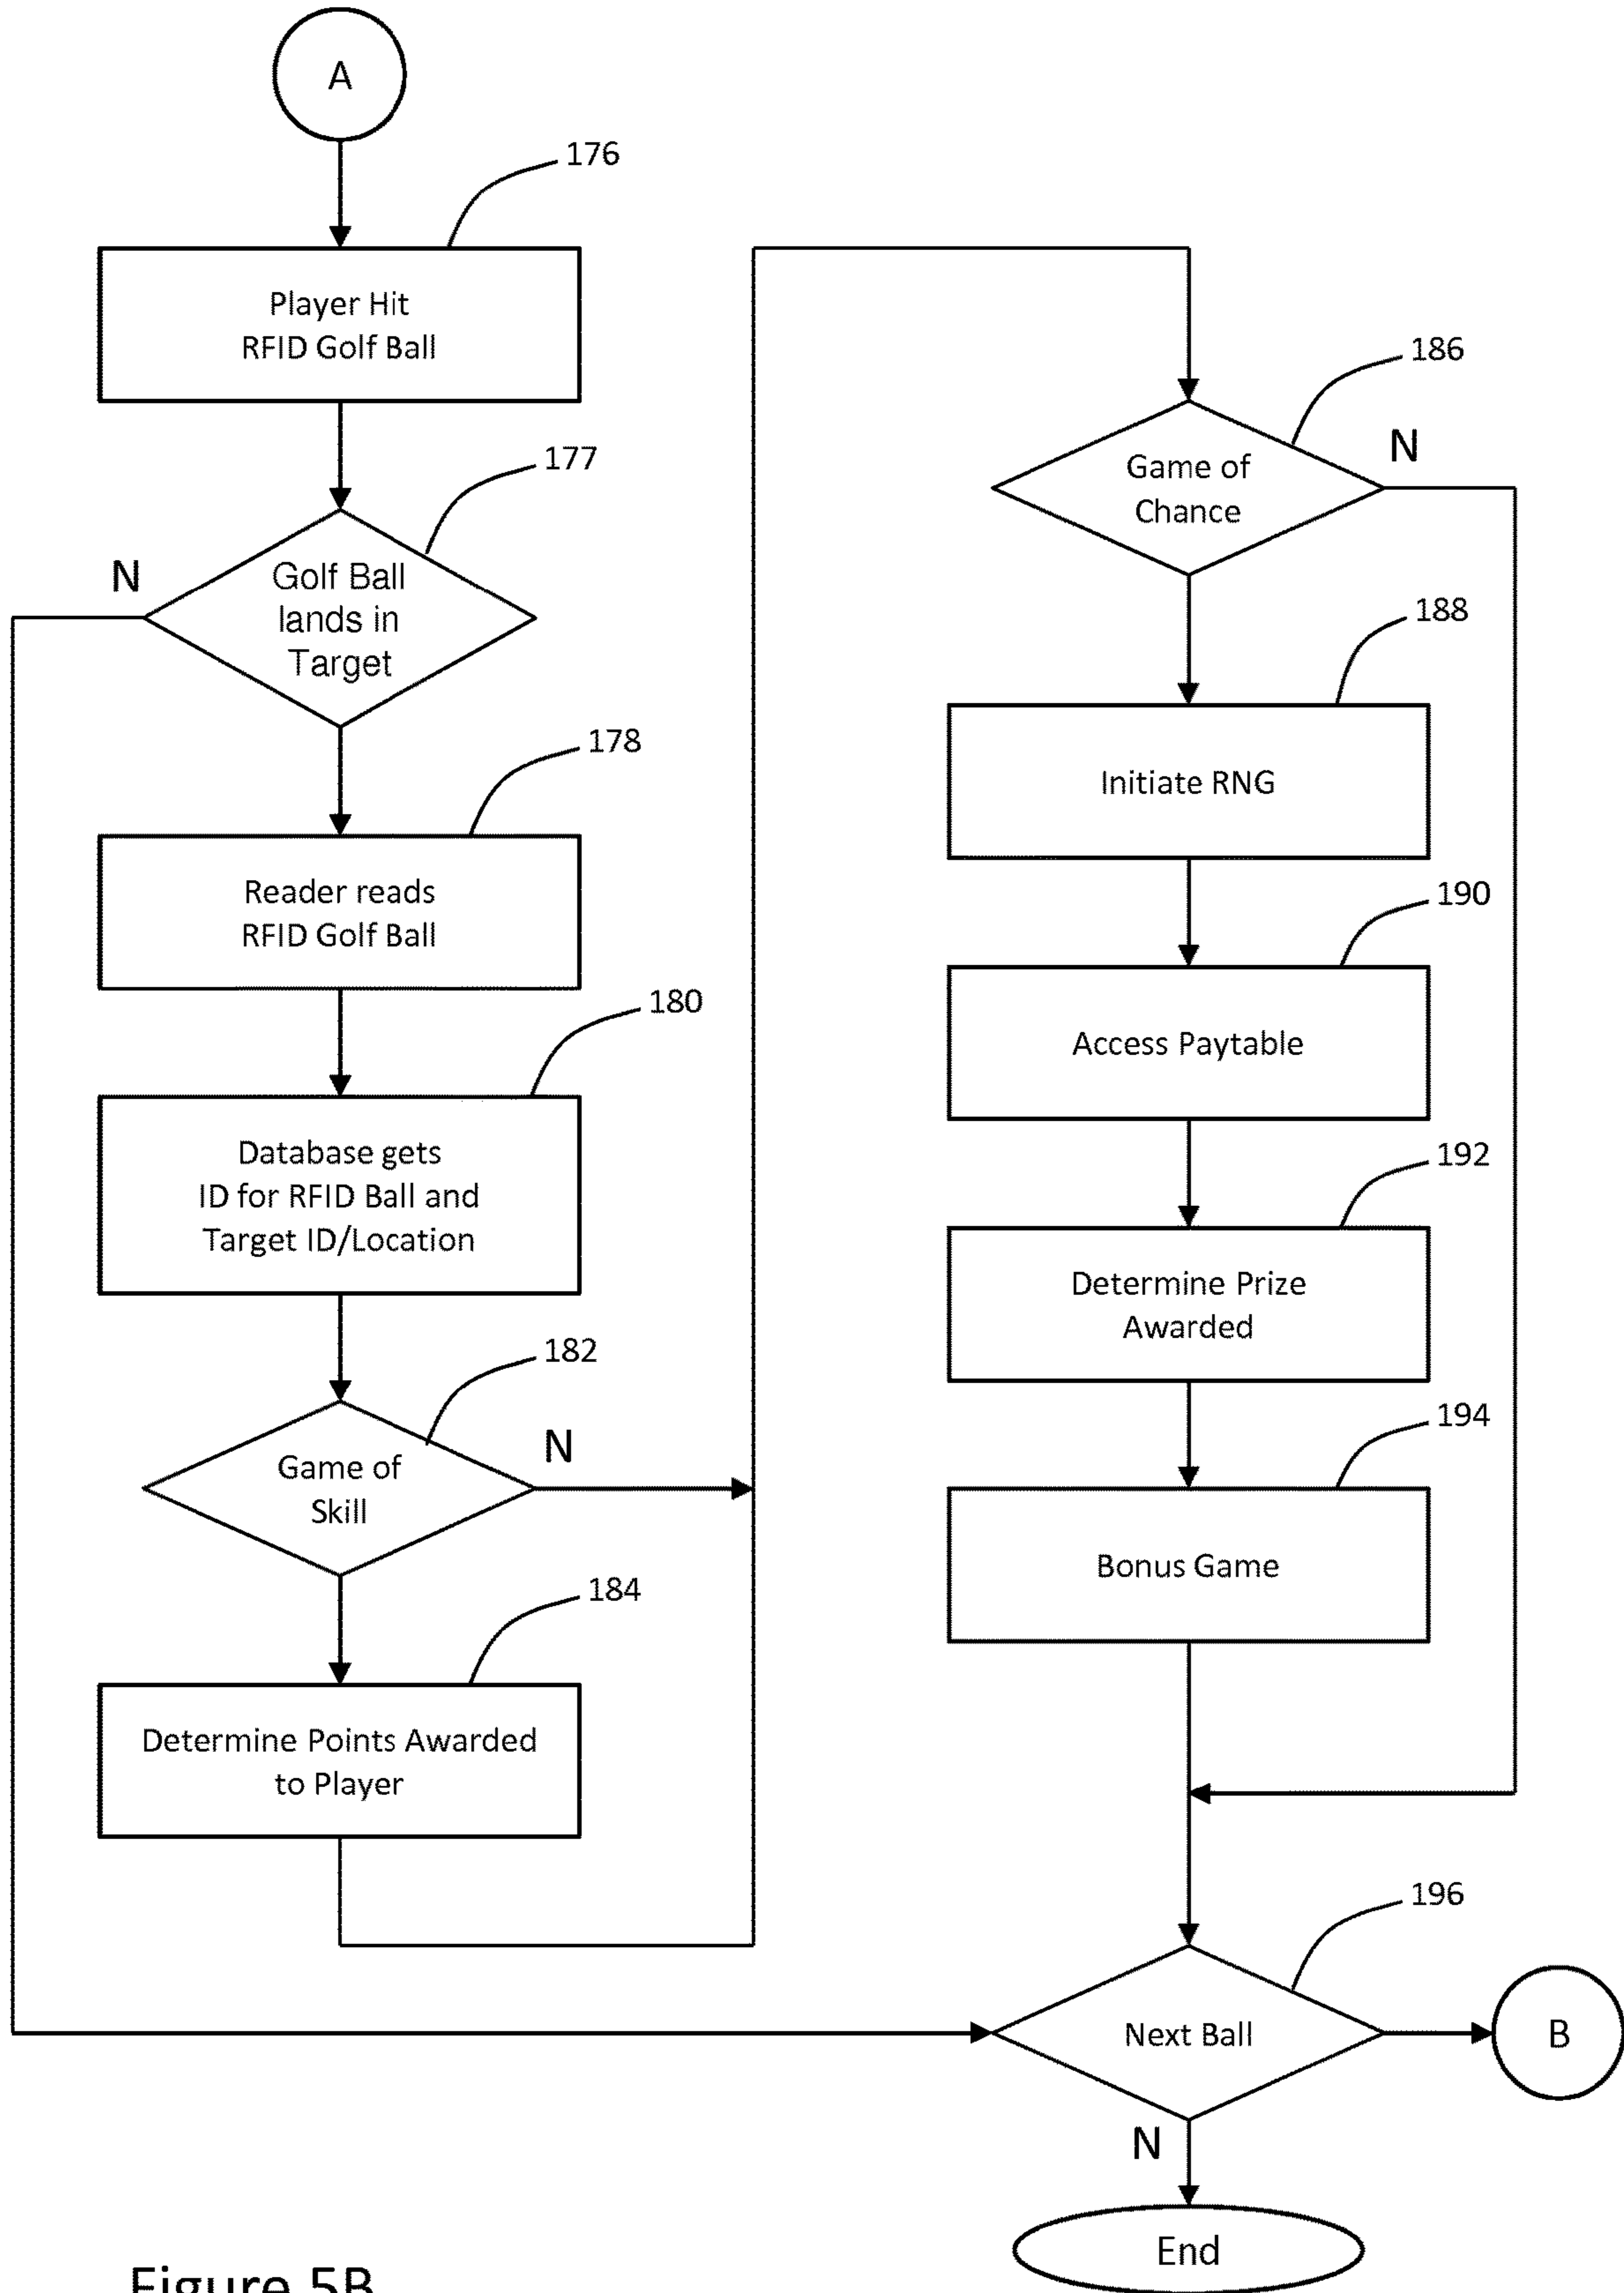 A
176
Player Hit
RFID Golf Ball
177
N
Golf Ball
lands in
Target
178
Reader reads
RFID Golf Ball
180
Database gets
ID for RFID Ball and
Target ID/Location
182
N
Game of
Skill
184
Determine Points Awarded
to Player
186
N
Game of
Chance
188
Initiate RNG
190
Access Paytable
192
Determine Prize
Awarded
194
Bonus Game
196
Next Ball
B
N
End
Figure 5B